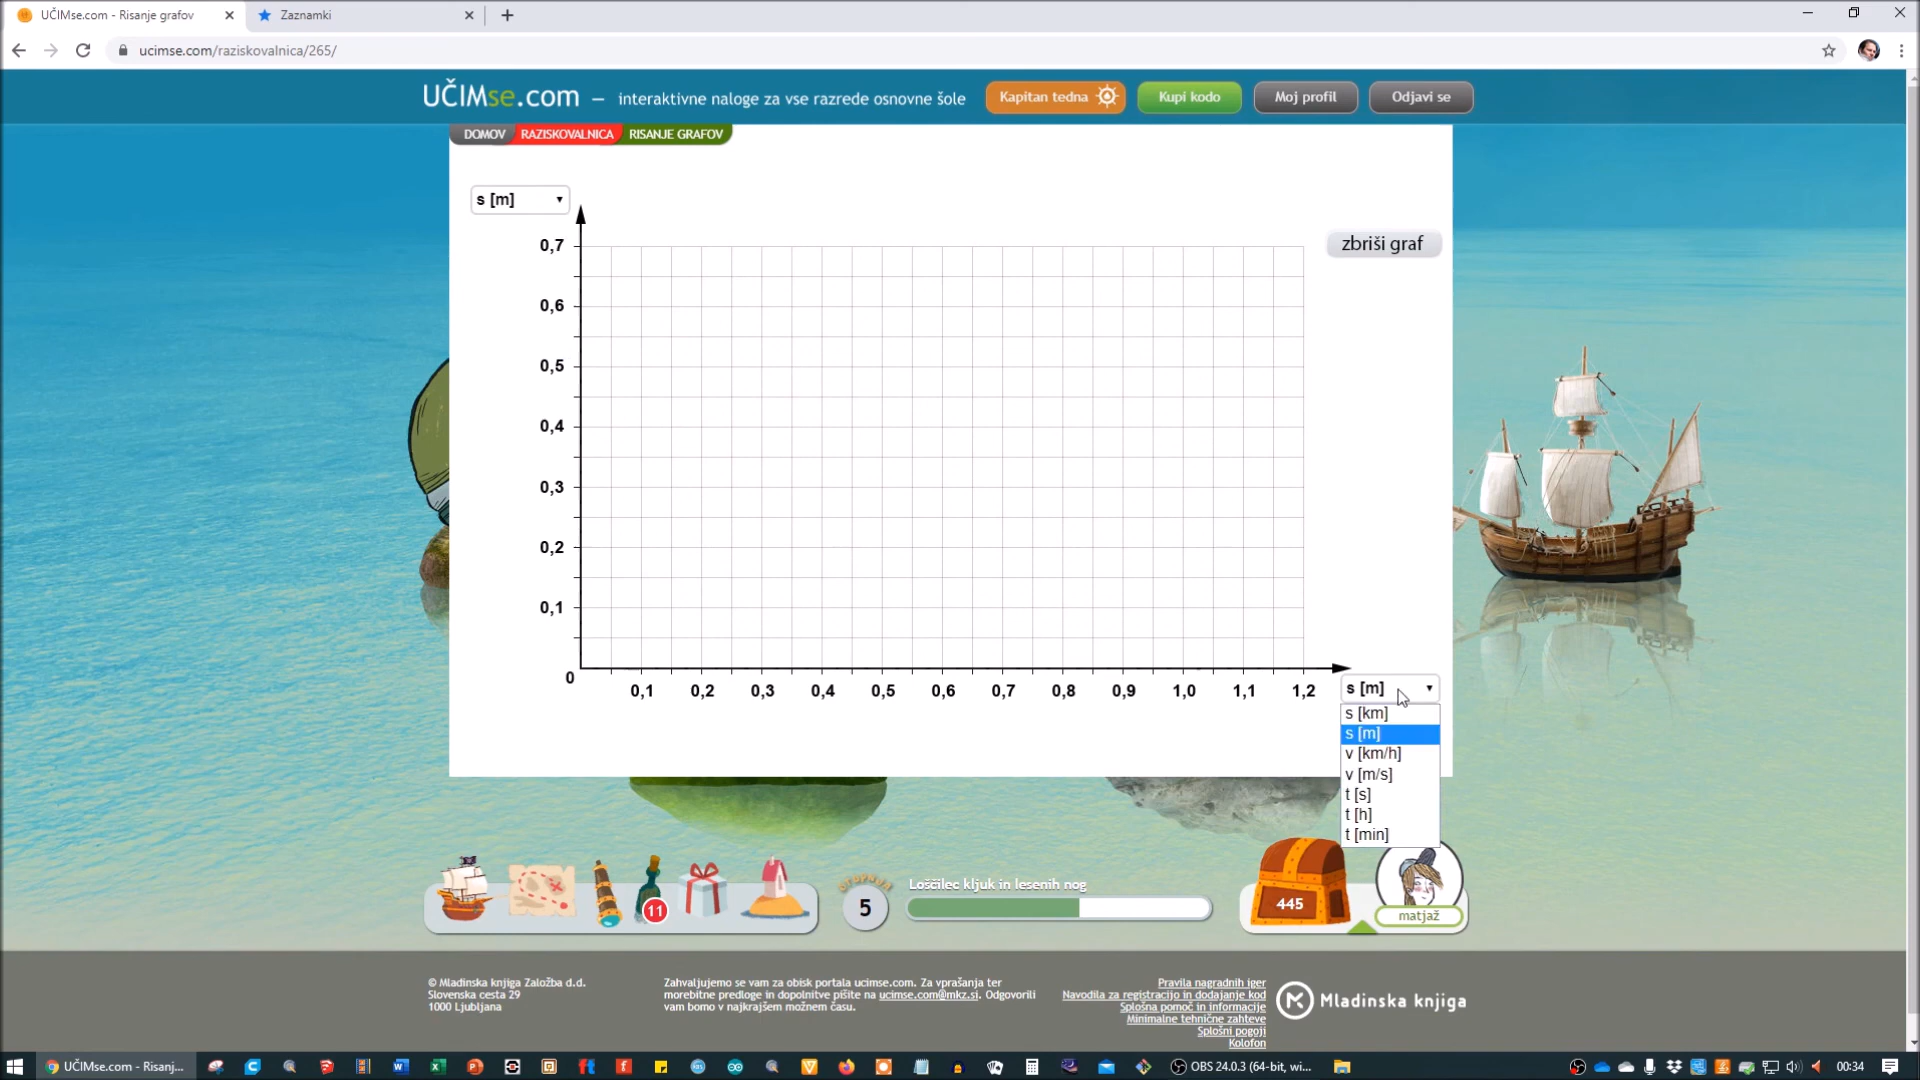 UČIMse.com - Risanje grafov
Zaznamki
ucimse.com/raziskovalnica/265/
UČIMse.com – interaktivne naloge za vse razrede osnovne šole
Kapitan tedna
Kupi kodo
Moj profil
Odjavi se
DOMOV
RAZISKOVALNICA
RISANJE GRAFOV
s [m]
zbriši graf
0,7
0,6
0,5
0,4
0,3
0,2
0,1
0
0,1 0,2 0,3 0,4 0,5 0,6 0,7 0,8 0,9 1,0 1,1 1,2
s [m]
s [km]
s [m]
v [km/h]
v [m/s]
t [s]
t [h]
t [min]
11
5
Loščilec kljuk in lesenih nog
445
matjaž
© Mladinska knjiga Založba d.d.
Slovenska cesta 29
1000 Ljubljana
Zahvaljujemo se vam za obisk portala ucimse.com. Za vprašanja ter
morebitne predloge in dopolnitve pišite na ucimse.com@mkz.si. Odgovorili
vam bomo v najkrajšem možnem času.
Pravila nagradnih iger
Navodila za registracijo in dodajanje kod
Splošna pomoč in informacije
Minimalne tehnične zahteve
Splošni pogoji
Kolofon
Mladinska knjiga
UČIMse.com - Risanj...
OBS 24.0.3 (64-bit, wi...
00:34